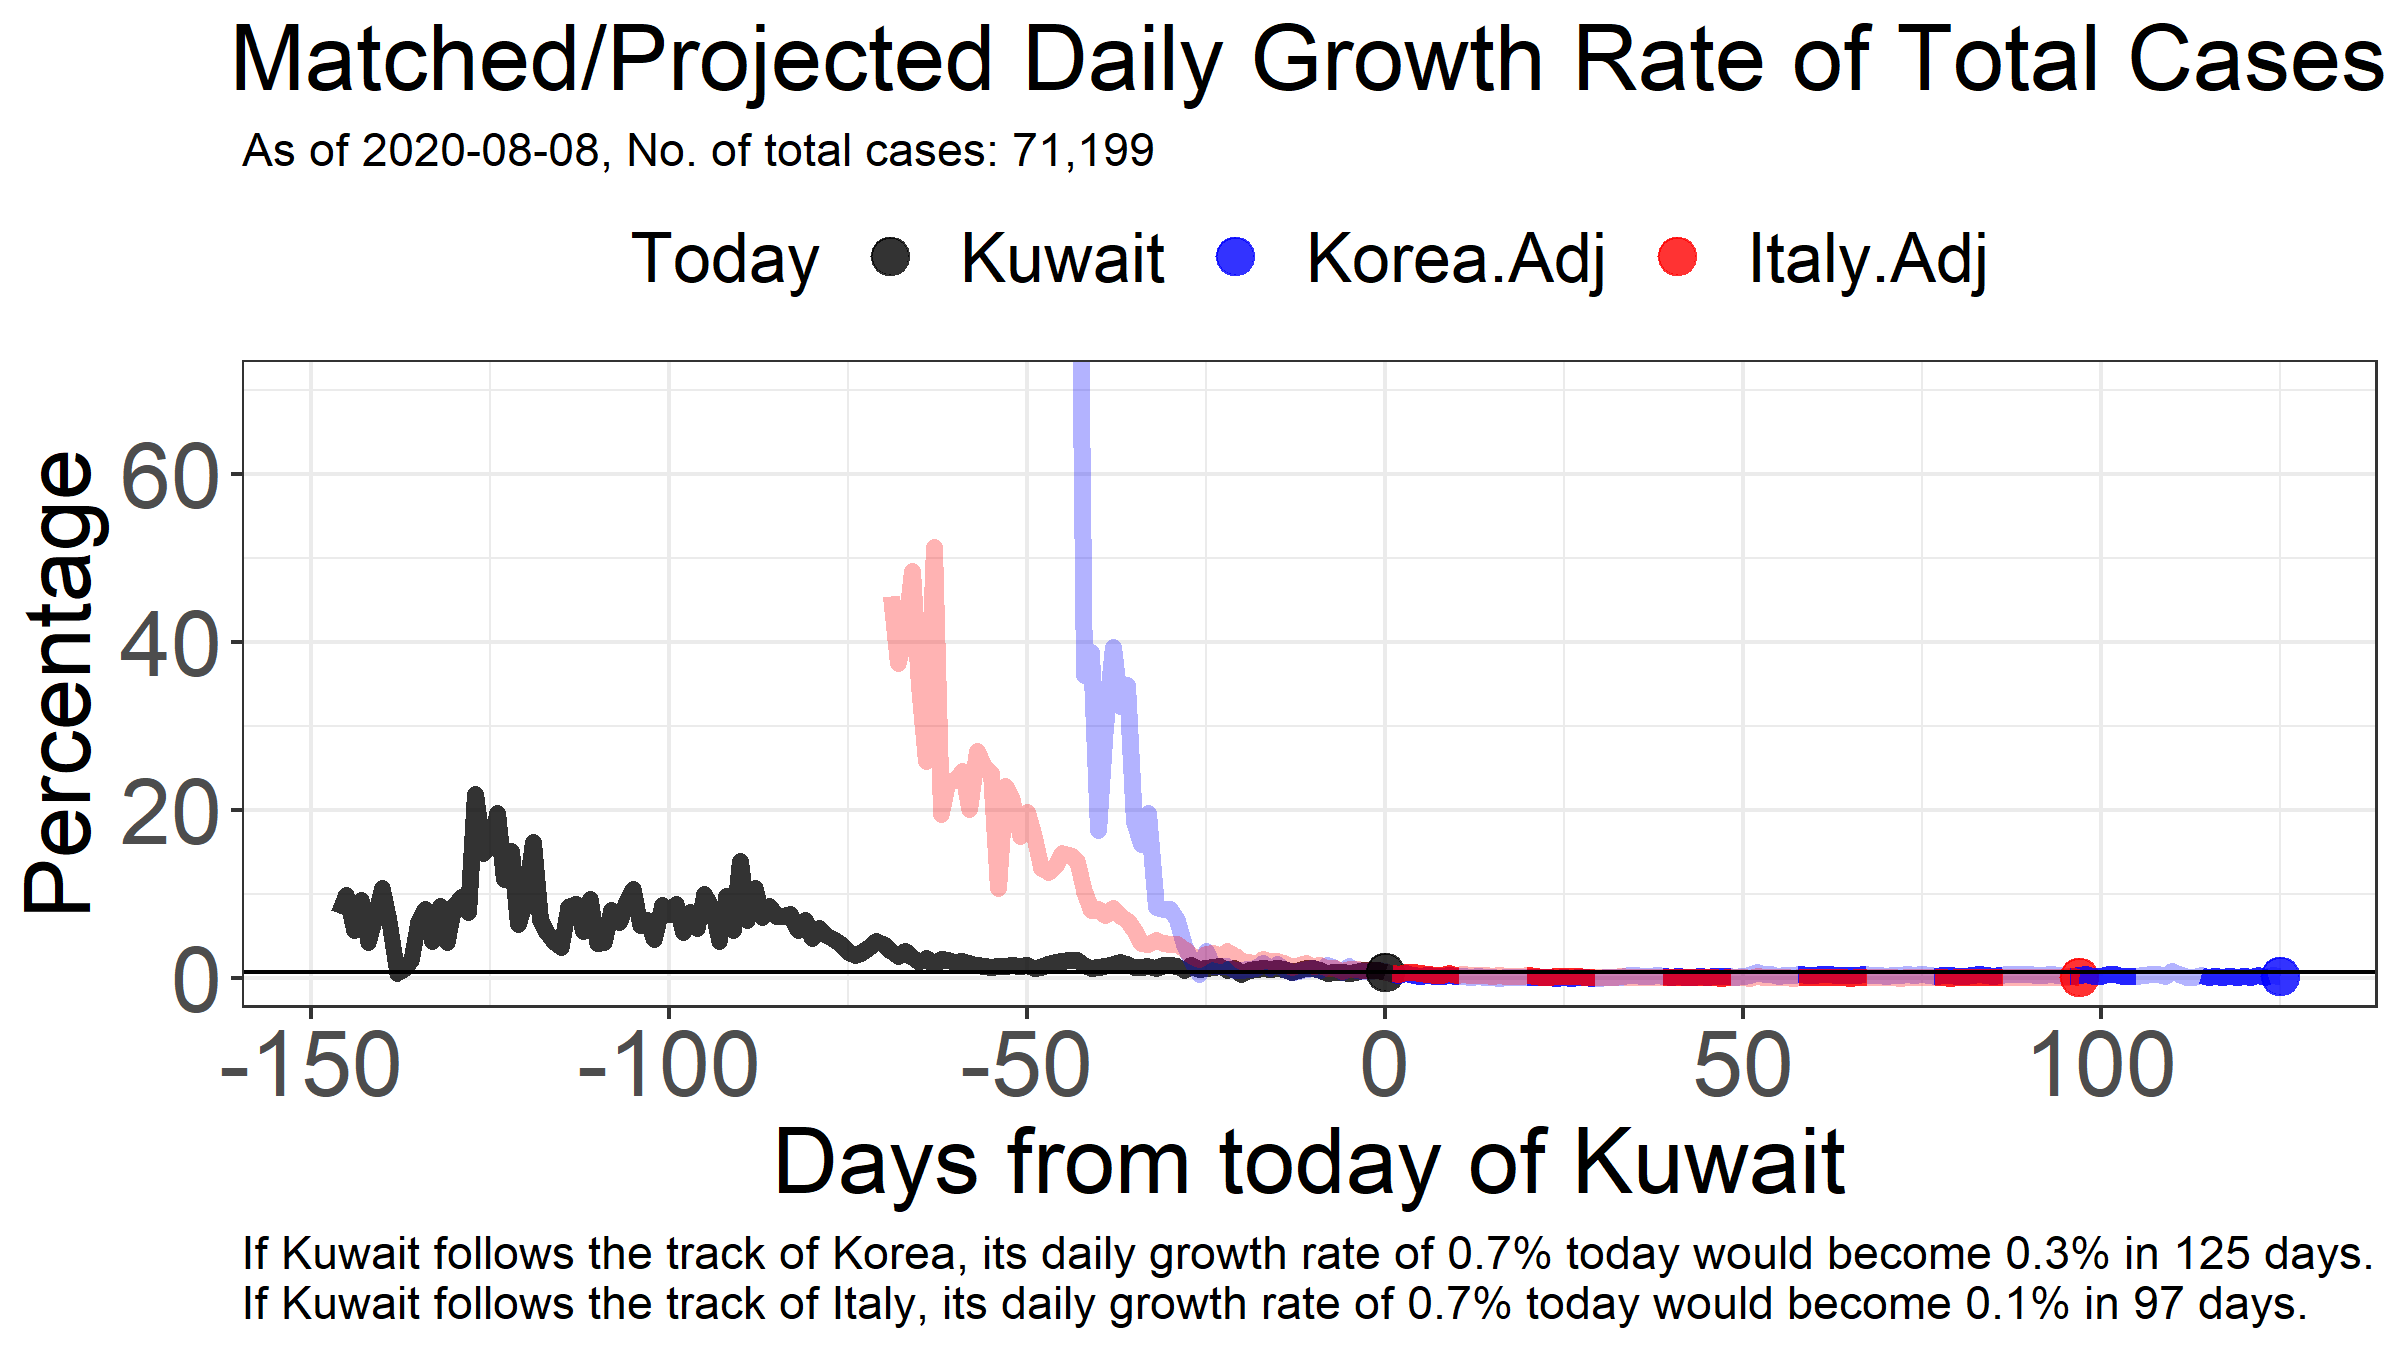 Matched/Projected Daily Growth Rate of Total Cases
As of 2020-08-08, No. of total cases: 71,199
Today Kuwait Korea.Adj Italy.Adj
Percentage
60
40
20
0
-150 -100 -50 0 50 100
Days from today of Kuwait
If Kuwait follows the track of Korea, its daily growth rate of 0.7% today would become 0.3% in 125 days.
If Kuwait follows the track of Italy, its daily growth rate of 0.7% today would become 0.1% in 97 days.